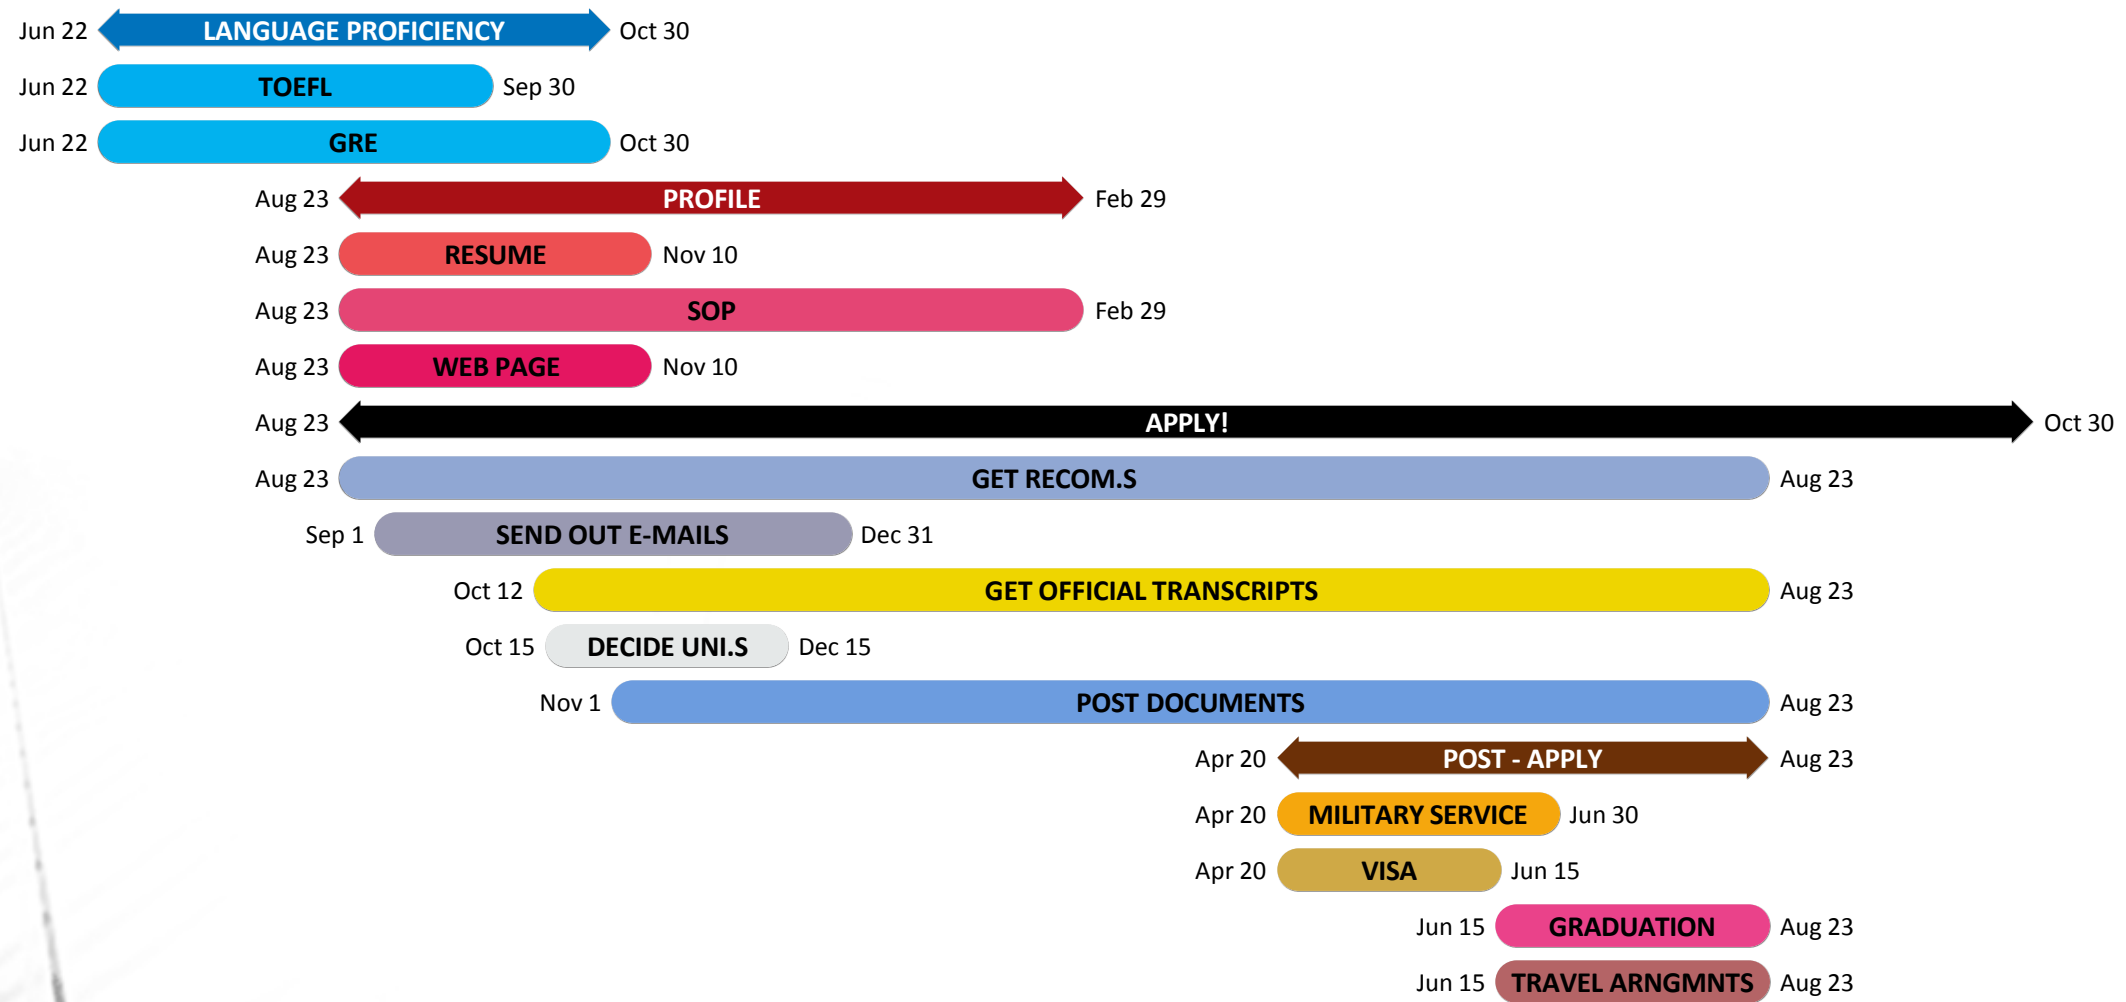 Jun 22 LANGUAGE PROFICIENCY Oct 30
Jun 22 TOEFL Sep 30
Jun 22 GRE Oct 30
Aug 23 PROFILE Feb 29
Aug 23 RESUME Nov 10
Aug 23 SOP Feb 29
Aug 23 WEB PAGE Nov 10
Aug 23 APPLY! Oct 30
Aug 23 GET RECOM.S Aug 23
Sep 1 SEND OUT E-MAILS Dec 31
Oct 12 GET OFFICIAL TRANSCRIPTS Aug 23
Oct 15 DECIDE UNI.S Dec 15
Nov 1 POST DOCUMENTS Aug 23
Apr 20 POST - APPLY Aug 23
Apr 20 MILITARY SERVICE Jun 30
Apr 20 VISA Jun 15
Jun 15 GRADUATION Aug 23
Jun 15 TRAVEL ARNGMNTS Aug 23